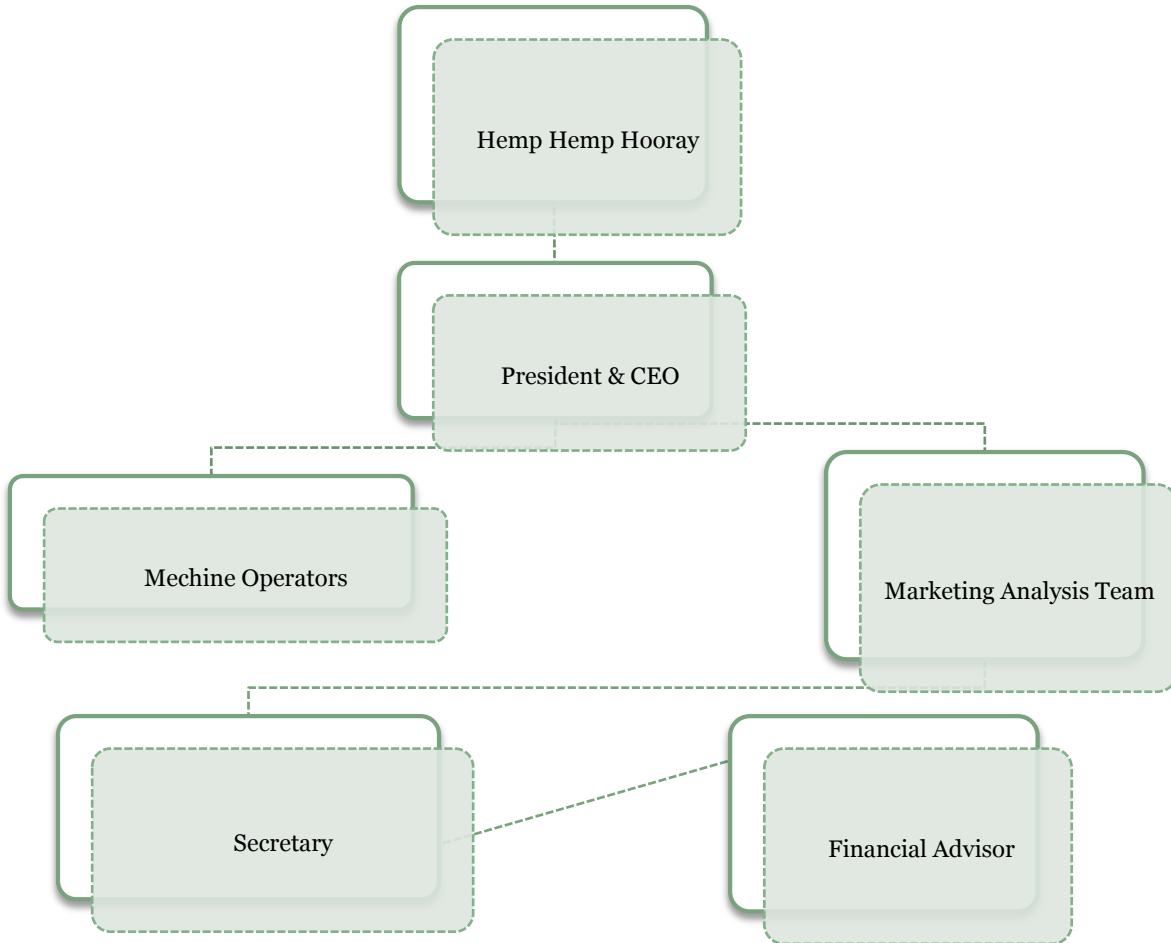 Hemp Hemp Hooray
President & CEO
Mechine Operators
Marketing Analysis Team
Secretary
Financial Advisor